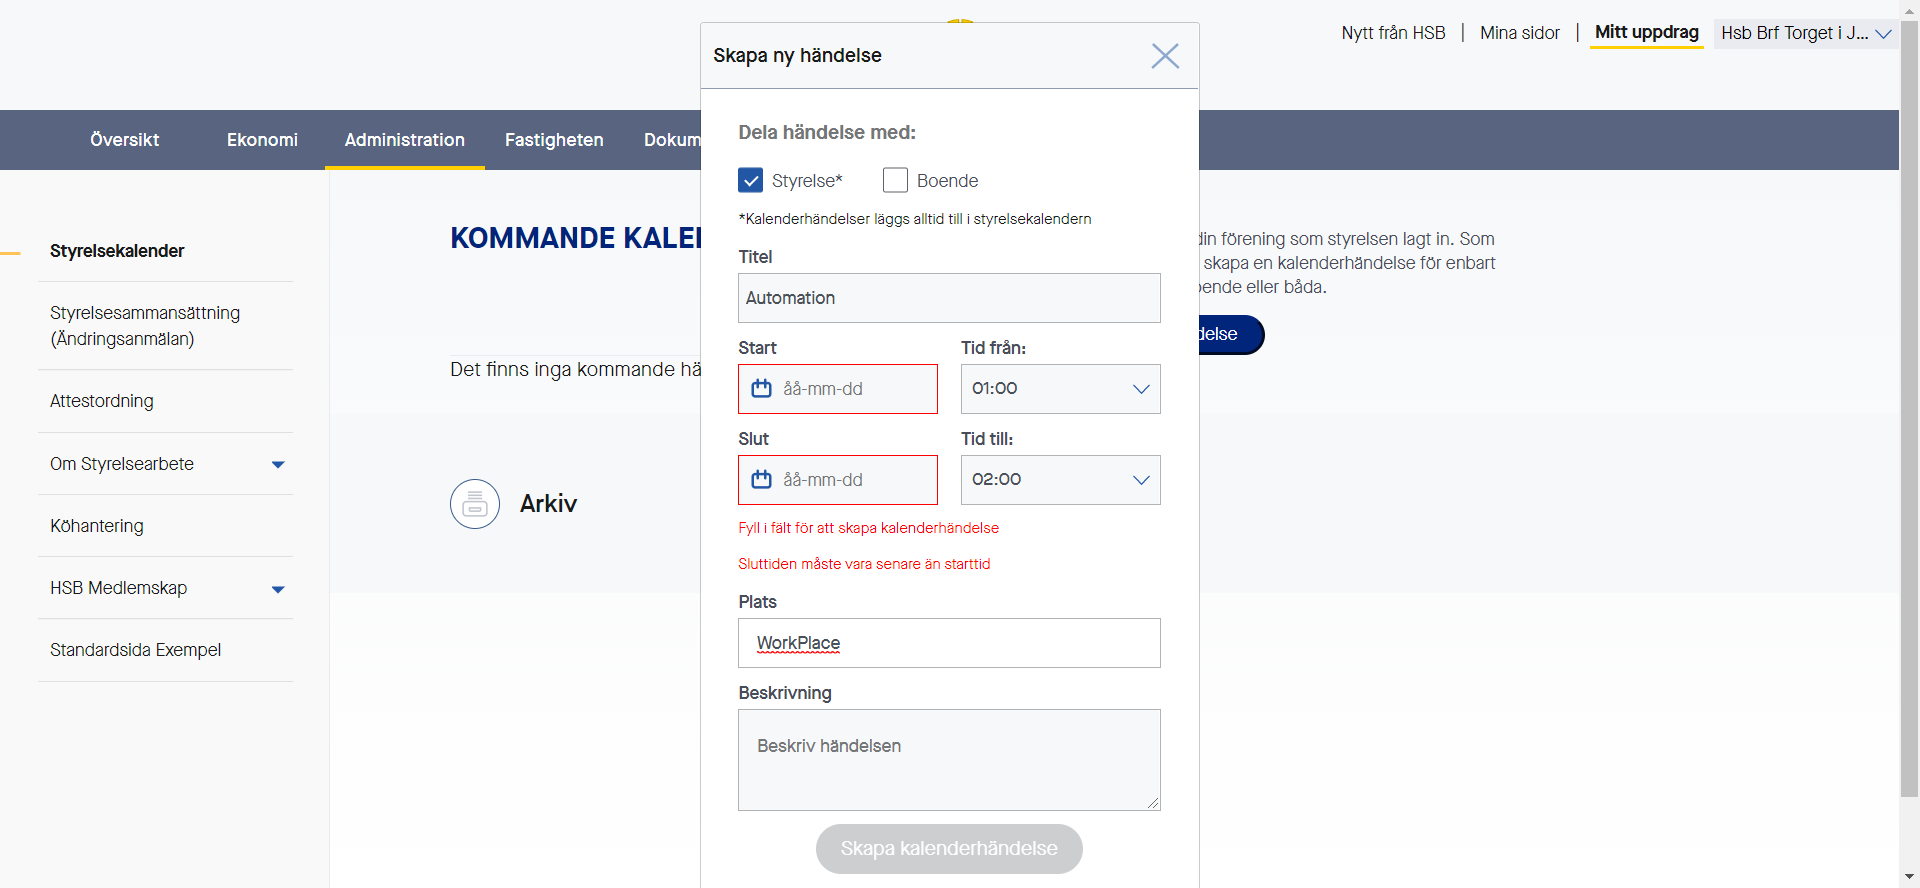 Nytt från HSB | Mina sidor | Mitt uppdrag Hsb Brf Torget i J...
Översikt Ekonomi Administration Fastigheten Dokum
Styrelsekalender
Styrelsesammansättning
(Ändringsanmälan)
Attestordning
Om Styrelsearbete
Köhantering
HSB Medlemskap
Standardsida Exempel
KOMMANDE KALE
Det finns inga kommande hä
Arkiv
Skapa ny händelse
Dela händelse med:
Styrelse* Boende
*Kalenderhändelser läggs alltid till i styrelsekalendern
Titel
Automation
Start Tid från:
åå-mm-dd 01:00
Slut Tid till:
åå-mm-dd 02:00
Fyll i fält för att skapa kalenderhändelse
Sluttiden måste vara senare än starttid
Plats
WorkPlace
Beskrivning
Beskriv händelsen
Skapa kalenderhändelse
din förening som styrelsen lagt in. Som
skapa en kalenderhändelse för enbart
oende eller båda.
delse